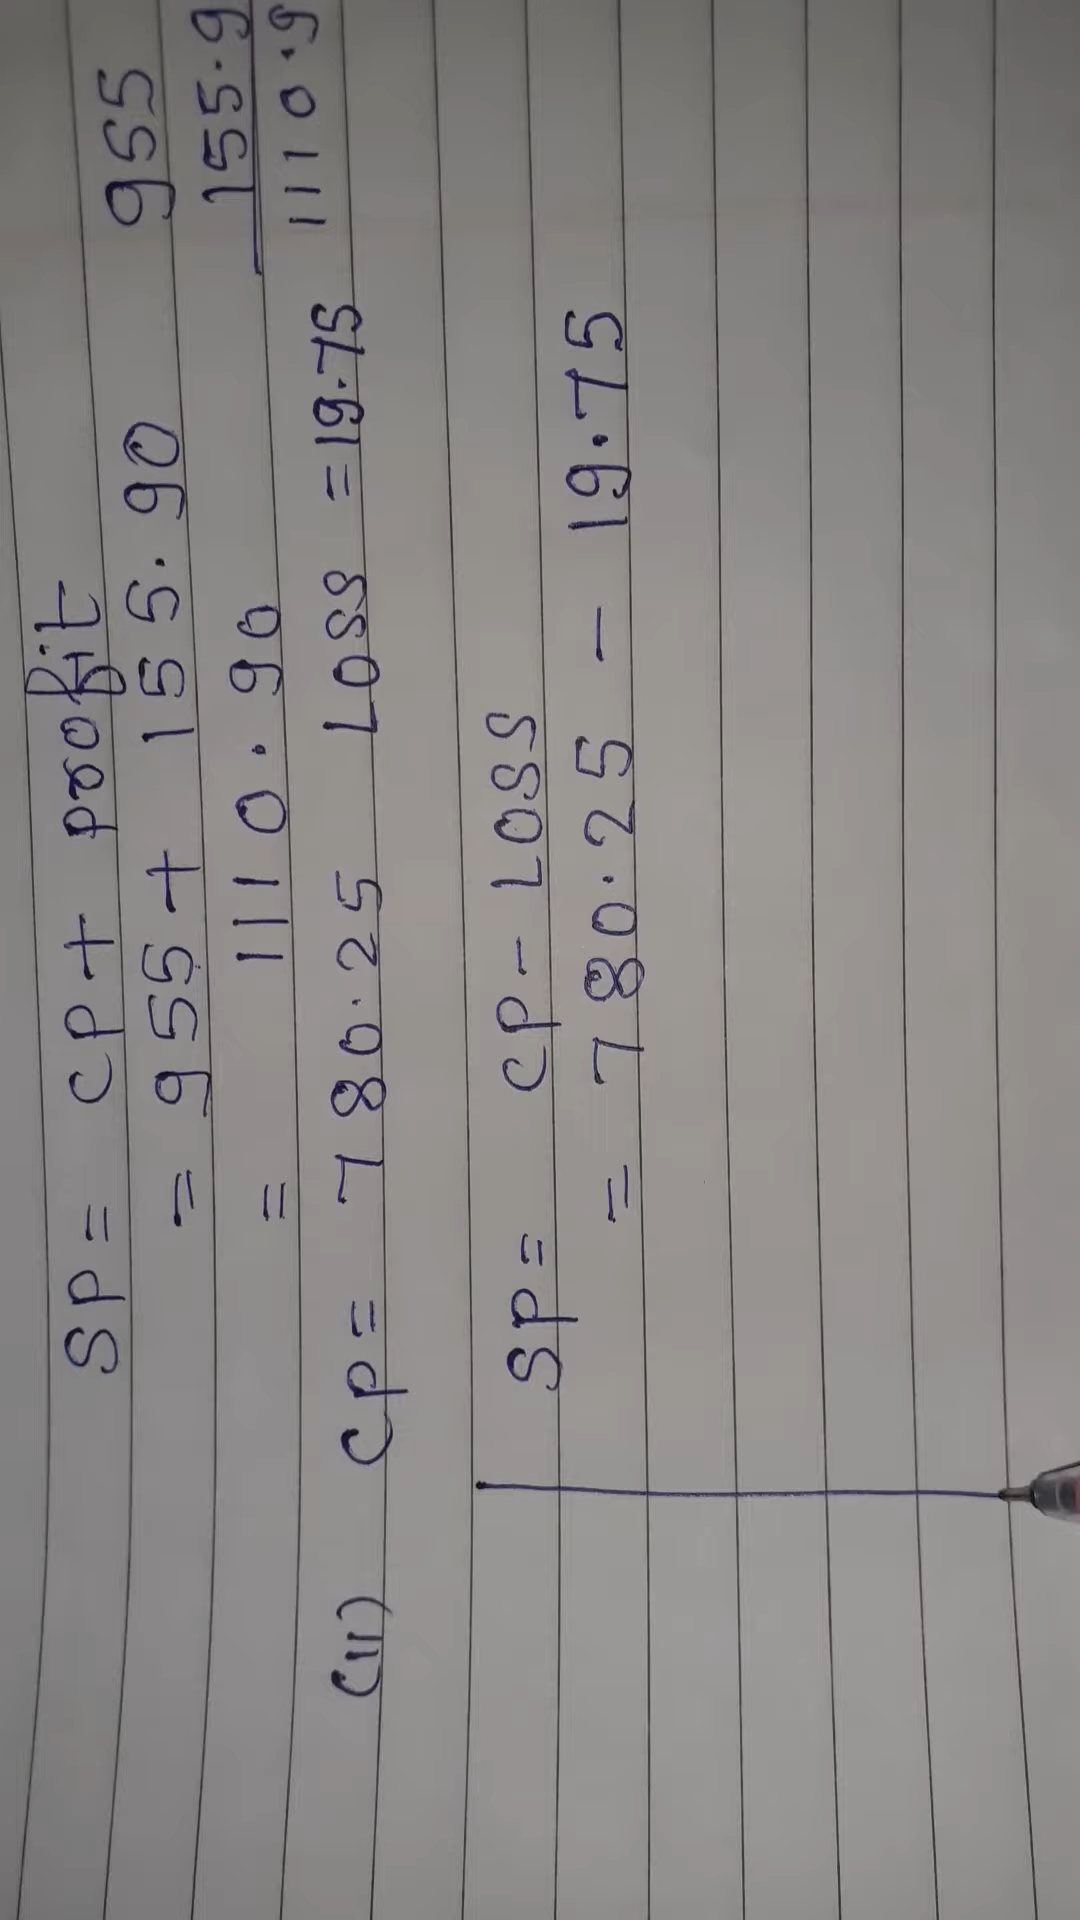 SP = CP + profit
955
= 955 + 155.90
155.9
= 1110.90
1110.9
(11) CP = 780.25 LOSS = 19.75
SP = CP - LOSS
= 780.25 - 19.75